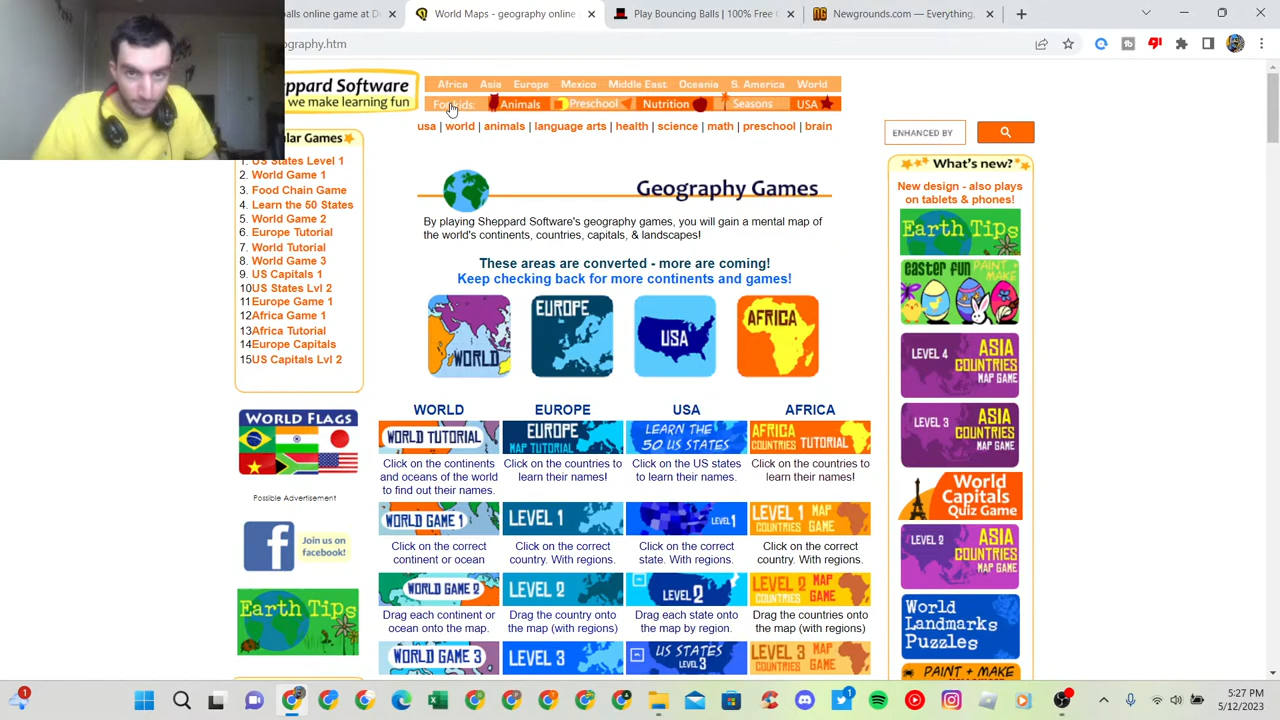 balls online game at D
World Maps - geography online
Play Bouncing Balls | 100% Free
Newgrounds.com — Everything,
ography.htm
eppard Software
we make learning fun
Africa Asia Europe Mexico Middle East Oceania S. America World
For kids: Animals Preschool Nutrition Seasons USA
usa | world | animals | language arts | health | science | math | preschool | brain
ular Games
1. US States Level 1
2. World Game 1
3. Food Chain Game
4. Learn the 50 States
5. World Game 2
6. Europe Tutorial
7. World Tutorial
8. World Game 3
9. US Capitals 1
10 US States Lvl 2
11 Europe Game 1
12 Africa Game 1
13 Africa Tutorial
14 Europe Capitals
15 US Capitals Lvl 2
WORLD FLAGS
Possible Advertisement
Join us on
facebook!
Earth Tips
Geography Games
By playing Sheppard Software's geography games, you will gain a mental map of
the world's continents, countries, capitals, & landscapes!
These areas are converted - more are coming!
Keep checking back for more continents and games!
WORLD
EUROPE
USA
AFRICA
WORLD EUROPE USA AFRICA
WORLD TUTORIAL
Click on the continents
and oceans of the world
to find out their names.
WORLD GAME 1
Click on the correct
continent or ocean
WORLD GAME 2
Drag each continent or
ocean onto the map.
WORLD GAME 3
EUROPE
MAP TUTORIAL
Click on the countries to
learn their names!
LEVEL 1
Click on the correct
country. With regions.
LEVEL 2
Drag the country onto
the map (with regions)
LEVEL 3
LEARN THE
50 US STATES
Click on the US states
to learn their names.
LEVEL 1
Click on the correct
state. With regions.
LEVEL 2
Drag each state onto
the map by region.
US STATES
LEVEL 3
AFRICA
COUNTRIES TUTORIAL
Click on the countries to
learn their names!
LEVEL 1 MAP
COUNTRIES GAME
Click on the correct
country. With regions.
LEVEL 2 MAP
COUNTRIES GAME
Drag the countries onto
the map (with regions)
LEVEL 3 MAP
COUNTRIES GAME
ENHANCED BY
What's new?
New design - also plays
on tablets & phones!
Earth Tips
easter fun PAINT + MAKE
LEVEL 4 ASIA
COUNTRIES
MAP GAME
LEVEL 3 ASIA
COUNTRIES
MAP GAME
World
Capitals
Quiz Game
LEVEL 2 ASIA
COUNTRIES
MAP GAME
World
Landmarks
Puzzles
PAINT + MAKE
1
1
5:27 PM
5/12/2023